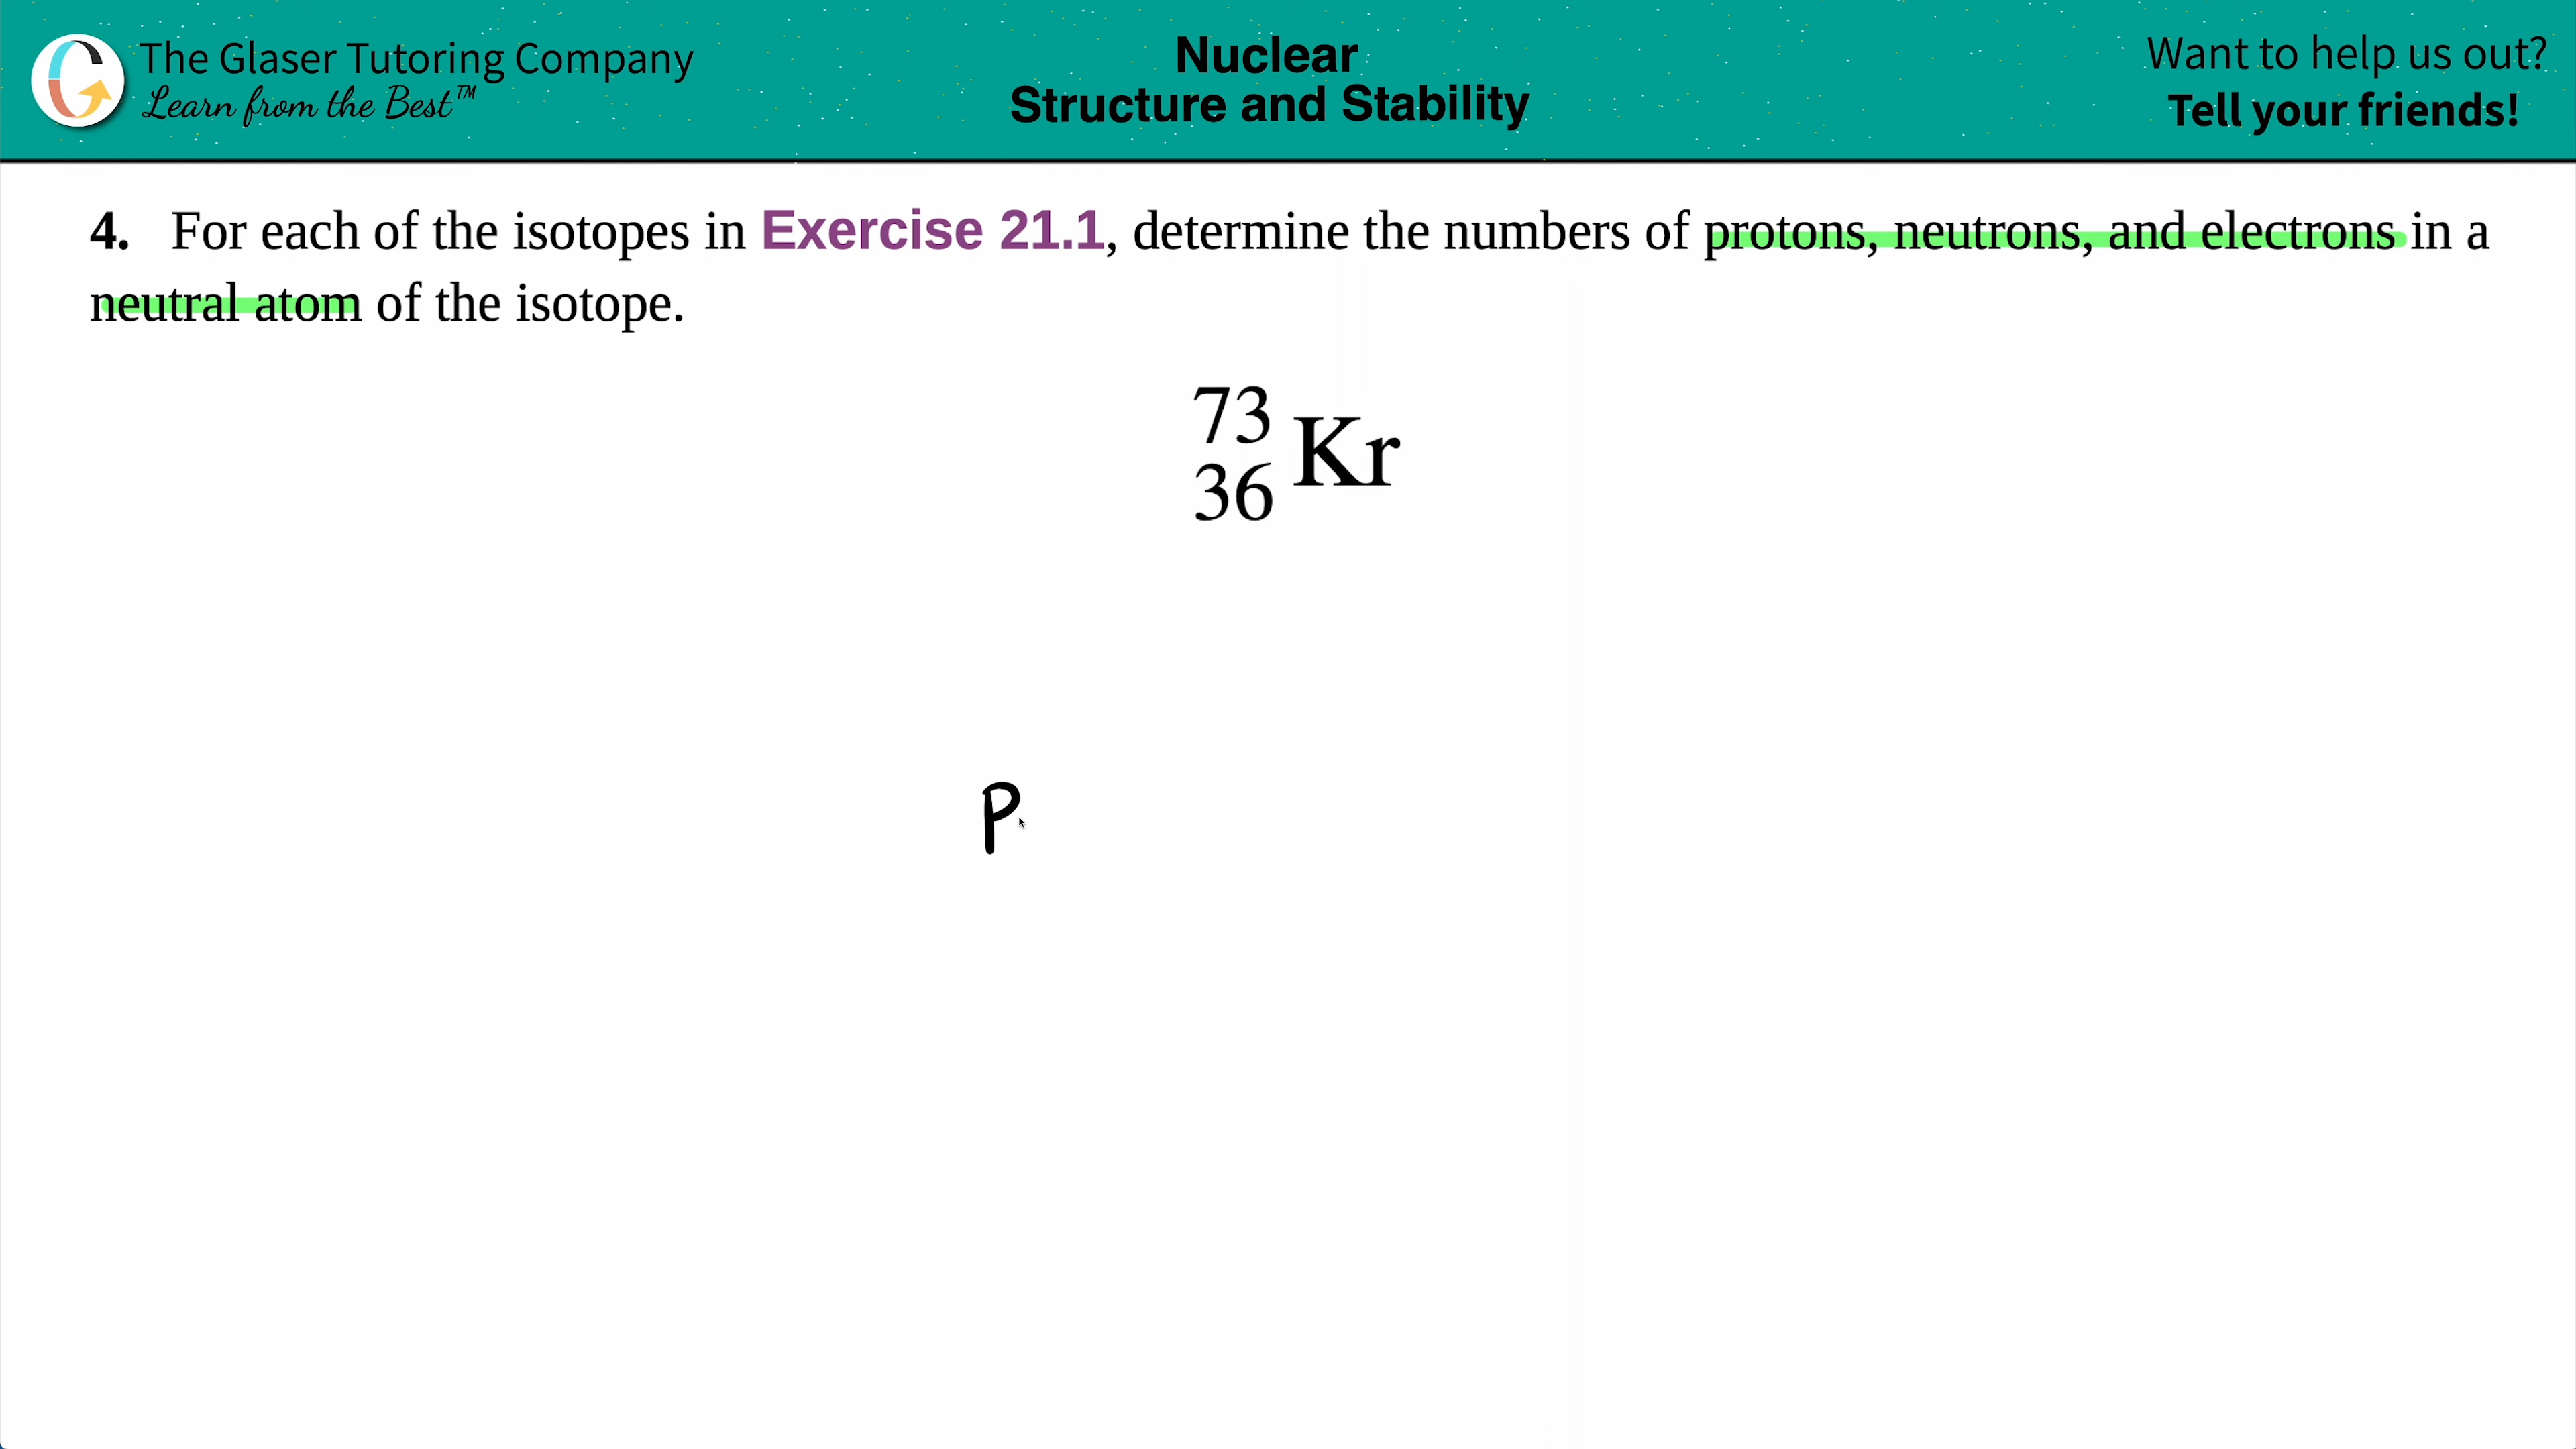 The Glaser Tutoring Company
Learn from the Best™
Nuclear
Structure and Stability
Want to help us out?
Tell your friends!
4. For each of the isotopes in Exercise 21.1, determine the numbers of protons, neutrons, and electrons in a
neutral atom of the isotope.
73
36 Kr
P